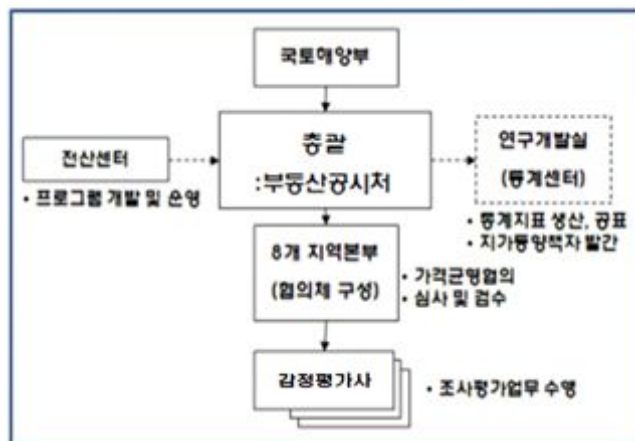 국토해양부
총괄
:부동산공시처
전산센터
• 프로그램 개발 및 운영
연구개발실
(통계센터)
• 통계지표 생산, 공표
• 지가동향책자 발간
8개 지역본부
(협의체 구성)
• 가격균형협의
• 심사 및 검수
감정평가사
• 조사평가업무 수행